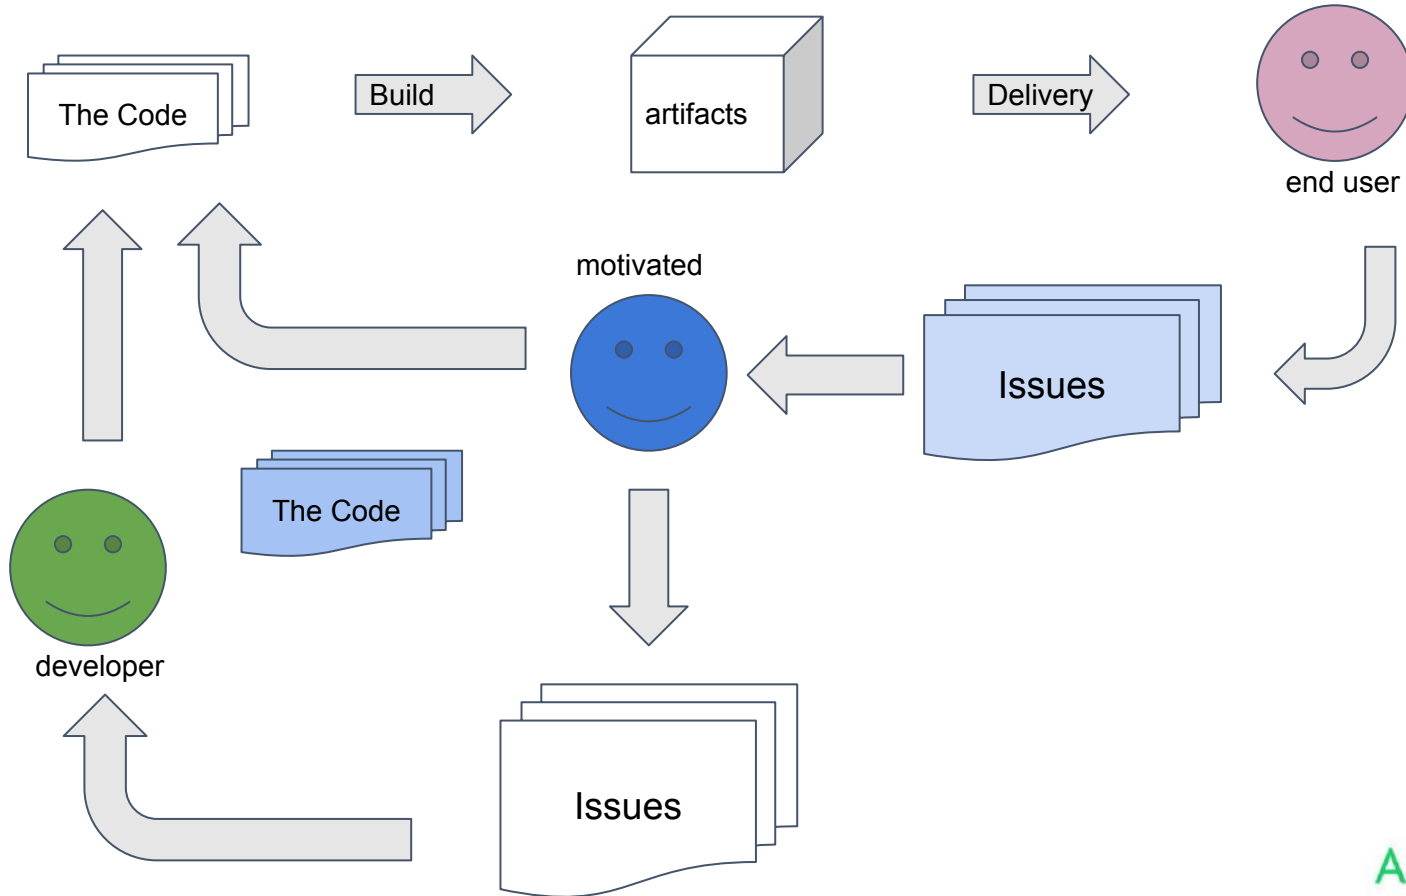 The Code
Build
artifacts
Delivery
end user
motivated
Issues
The Code
developer
Issues
A